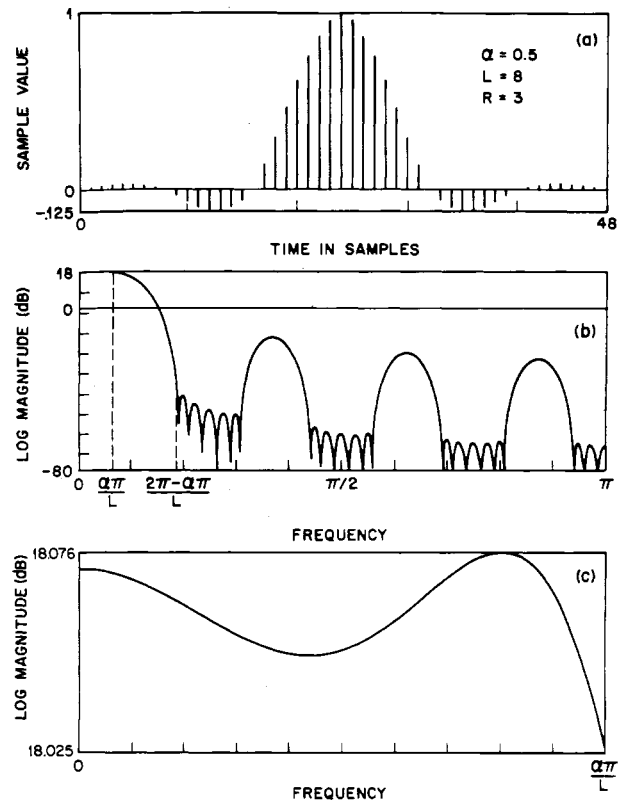 1
(a)
α = 0.5
L = 8
R = 3
SAMPLE VALUE
0
-.125
0
48
TIME IN SAMPLES
18
0
(b)
LOG MAGNITUDE (dB)
-80
0
απ
L
2π-απ
L
π/2
π
FREQUENCY
18.076
(c)
LOG MAGNITUDE (dB)
18.025
0
απ
L
FREQUENCY